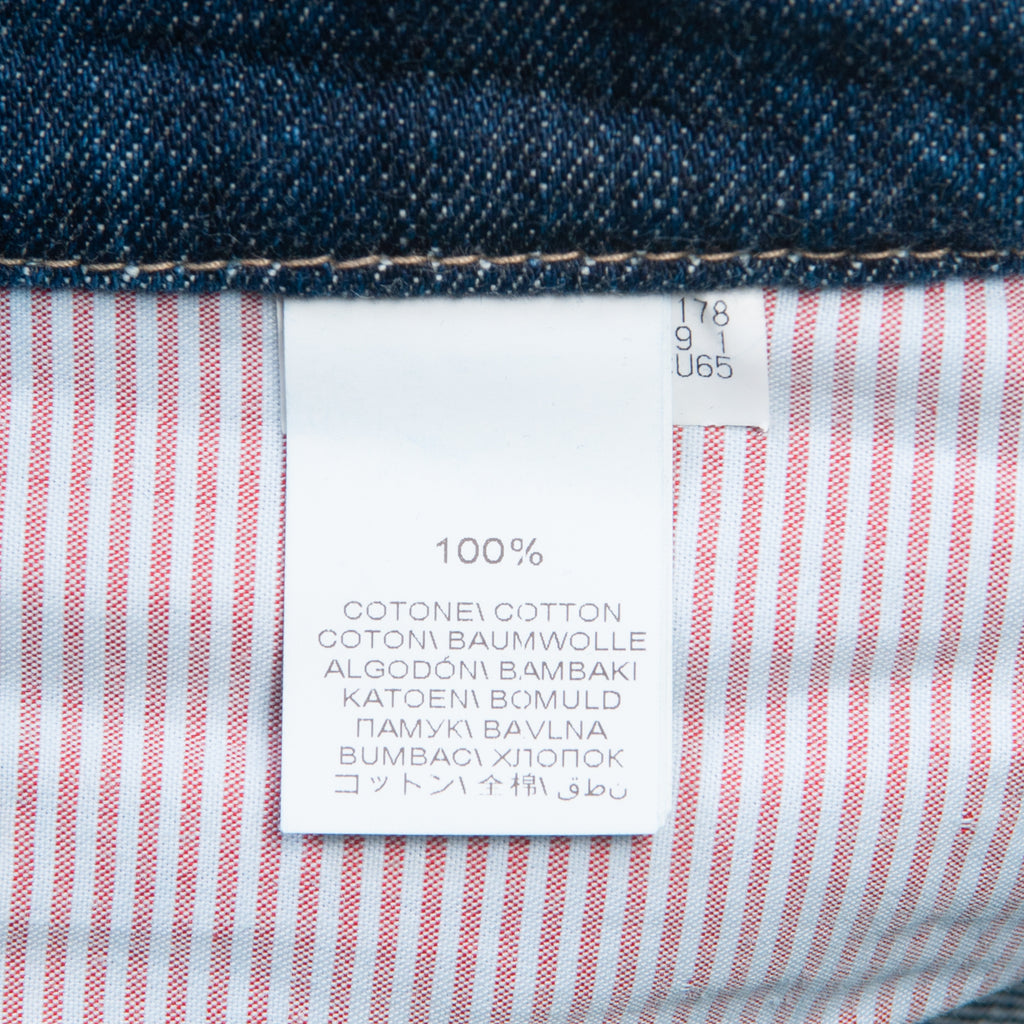 178
9 1
U65
100%
COTONE\ COTTON
COTON\ BAUMWOLLE
ALGODÓN\ BAMBAKI
KATOEN\ BOMULD
ПАМУК\ BAVLNA
BUMBAC\ ХЛОПОК
コットン\ 全棉\ ن ط ق